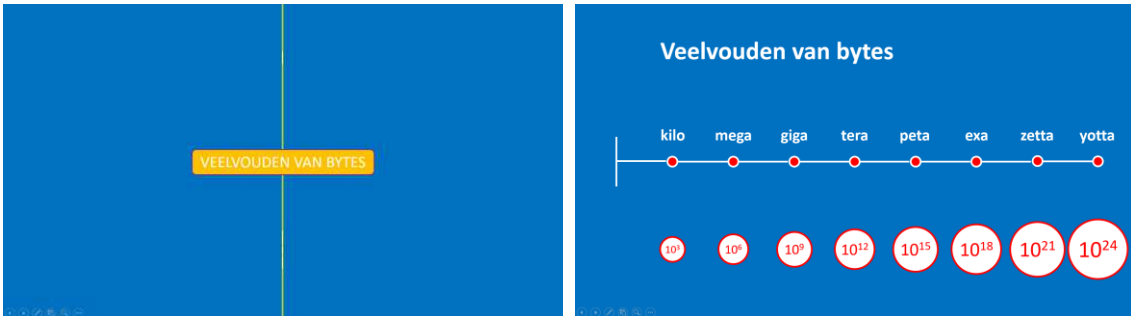 VEELVOUDEN VAN BYTES
Veelvouden van bytes
kilo mega giga tera peta exa zetta yotta
10³ 10⁶ 10⁹ 10¹² 10¹⁵ 10¹⁸ 10²¹ 10²⁴